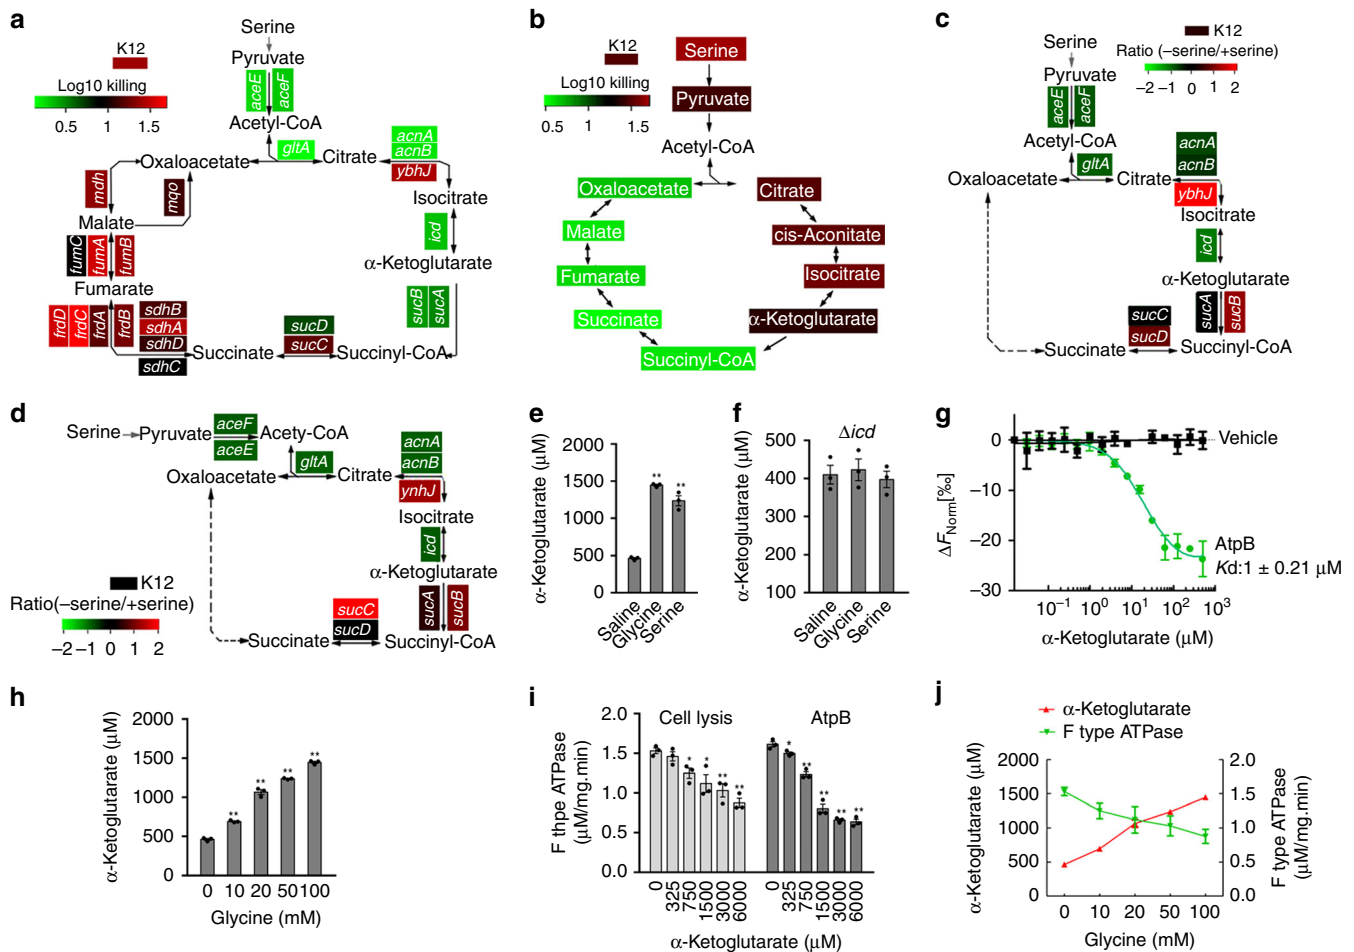 a
Serine
K12
Pyruvate
Log10 killing
0.5 1 1.5
aceE
aceF
Acetyl-CoA
gltA
Oxaloacetate
Citrate
acnA
acnB
ybhJ
Isocitrate
icd
α-Ketoglutarate
mdh
mqo
Malate
fumC
fumA
fumB
Fumarate
frdD
frdC
frdA
frdB
sdhB
sdhA
sdhD
sdhC
Succinate
sucD
sucC
Succinyl-CoA
sucB
sucA
b
K12
Log10 killing
0.5 1 1.5
Serine
Pyruvate
Acetyl-CoA
Oxaloacetate
Citrate
Malate
cis-Aconitate
Fumarate
Isocitrate
Succinate
α-Ketoglutarate
Succinyl-CoA
c
K12
Serine
Ratio (–serine/+serine)
Pyruvate
–2 –1 0 1 2
aceE
aceF
Acetyl-CoA
gltA
Oxaloacetate
Citrate
acnA
acnB
ybhJ
Isocitrate
icd
α-Ketoglutarate
sucA
sucB
sucC
sucD
Succinate
Succinyl-CoA
d
Serine
Pyruvate
aceF
aceE
Acety-CoA
gltA
Oxaloacetate
Citrate
acnA
acnB
ynhJ
Isocitrate
icd
α-Ketoglutarate
K12
Ratio(–serine/+serine)
–2 –1 0 1 2
sucA
sucB
sucC
sucD
Succinate
Succinyl-CoA
e
α-Ketoglutarate (μM)
2000
1500
1000
500
0
**
**
Saline
Glycine
Serine
f
Δicd
α-Ketoglutarate (μM)
500
400
300
200
100
Saline
Glycine
Serine
g
ΔFNorm[‰]
0
–10
–20
–30
Vehicle
AtpB
Kd:1 ± 0.21 μM
10⁻¹ 10⁰ 10¹ 10² 10³
α-Ketoglutarate (μM)
h
α-Ketoglutarate (μM)
2000
1500
1000
500
0
**
**
**
**
0 10 20 50 100
Glycine (mM)
i
F thpe ATPase
(μM/mg.min)
2.0
1.5
1.0
0.5
0.0
Cell lysis
AtpB
* * ** **
* ** ** ** **
0 325 750 1500 3000 6000
0 325 750 1500 3000 6000
α-Ketoglutarate (μM)
j
α-Ketoglutarate
F type ATPase
α-Ketoglutarate (μM)
2000
1500
1000
500
0
2.0
1.5
1.0
0.5
0.0
F type ATPase
(μM/mg.min)
0 10 20 50 100
Glycine (mM)